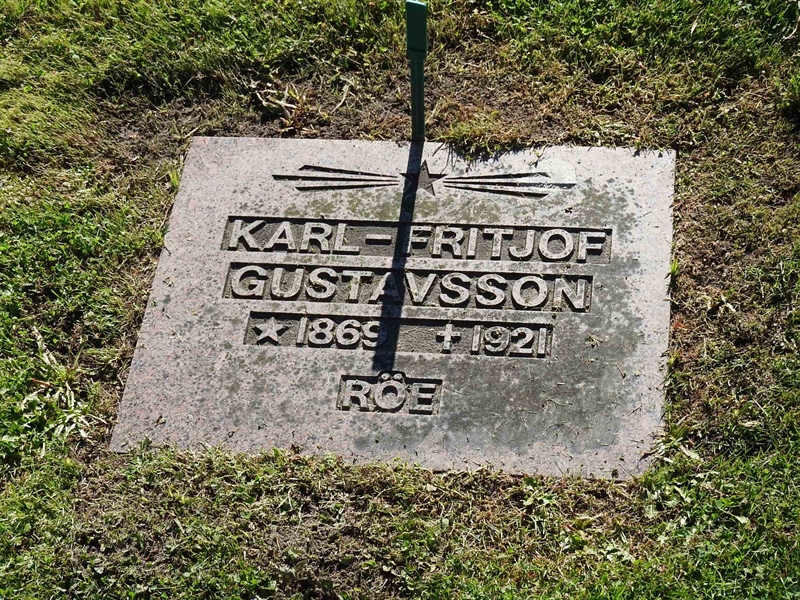 KARL-FRITJOF
GUSTAVSSON
★ 1869 ✝ 1921
RÖE